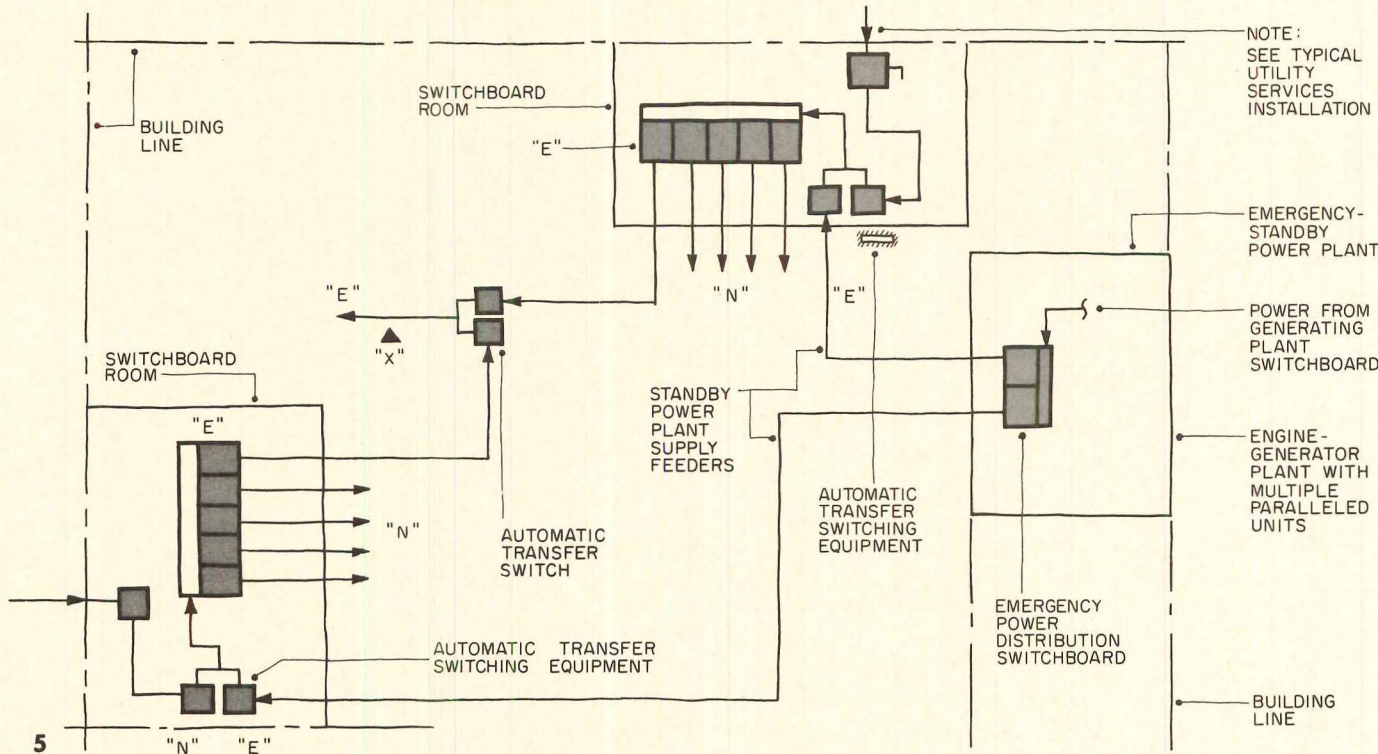 NOTE:
SEE TYPICAL
UTILITY
SERVICES
INSTALLATION
SWITCHBOARD
ROOM
BUILDING
LINE
"E"
EMERGENCY-
STANDBY
POWER PLANT
"N"
"E"
"E"
"X"
POWER FROM
GENERATING
PLANT
SWITCHBOARD
SWITCHBOARD
ROOM
STANDBY
POWER
PLANT
SUPPLY
FEEDERS
"E"
ENGINE-
GENERATOR
PLANT WITH
MULTIPLE
PARALLELED
UNITS
AUTOMATIC
TRANSFER
SWITCHING
EQUIPMENT
"N"
AUTOMATIC
TRANSFER
SWITCH
EMERGENCY
POWER
DISTRIBUTION
SWITCHBOARD
AUTOMATIC TRANSFER
SWITCHING EQUIPMENT
BUILDING
LINE
"N" "E"
5